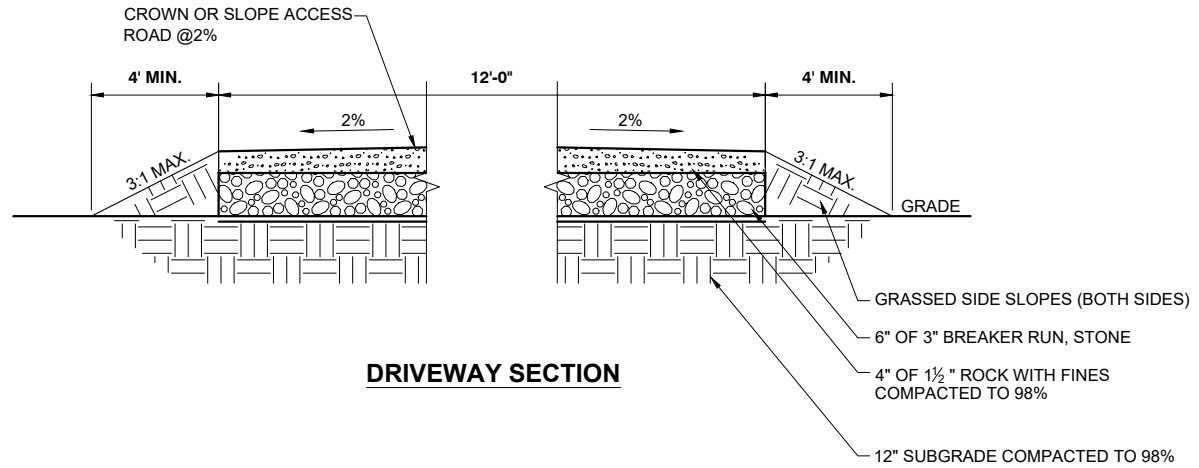 CROWN OR SLOPE ACCESS
ROAD @2%
4' MIN.
12'-0"
4' MIN.
2%
2%
3:1 MAX.
3:1 MAX.
GRADE
GRASSED SIDE SLOPES (BOTH SIDES)
6" OF 3" BREAKER RUN, STONE
4" OF 1½ " ROCK WITH FINES
COMPACTED TO 98%
DRIVEWAY SECTION
12" SUBGRADE COMPACTED TO 98%